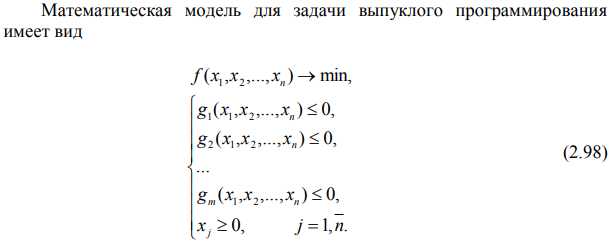 Математическая модель для задачи выпуклого программирования
имеет вид
f(x₁,x₂,...,xₙ) → min,
g₁(x₁,x₂,...,xₙ) ≤ 0,
g₂(x₁,x₂,...,xₙ) ≤ 0,
(2.98)
...
gₘ(x₁,x₂,...,xₙ) ≤ 0,
xⱼ ≥ 0, j = 1,n̅.